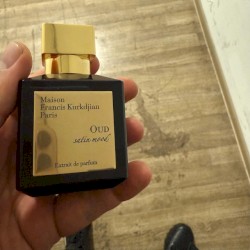 Maison
Francis Kurkdjian
Paris
OUD
satin mood
Extrait de parfum